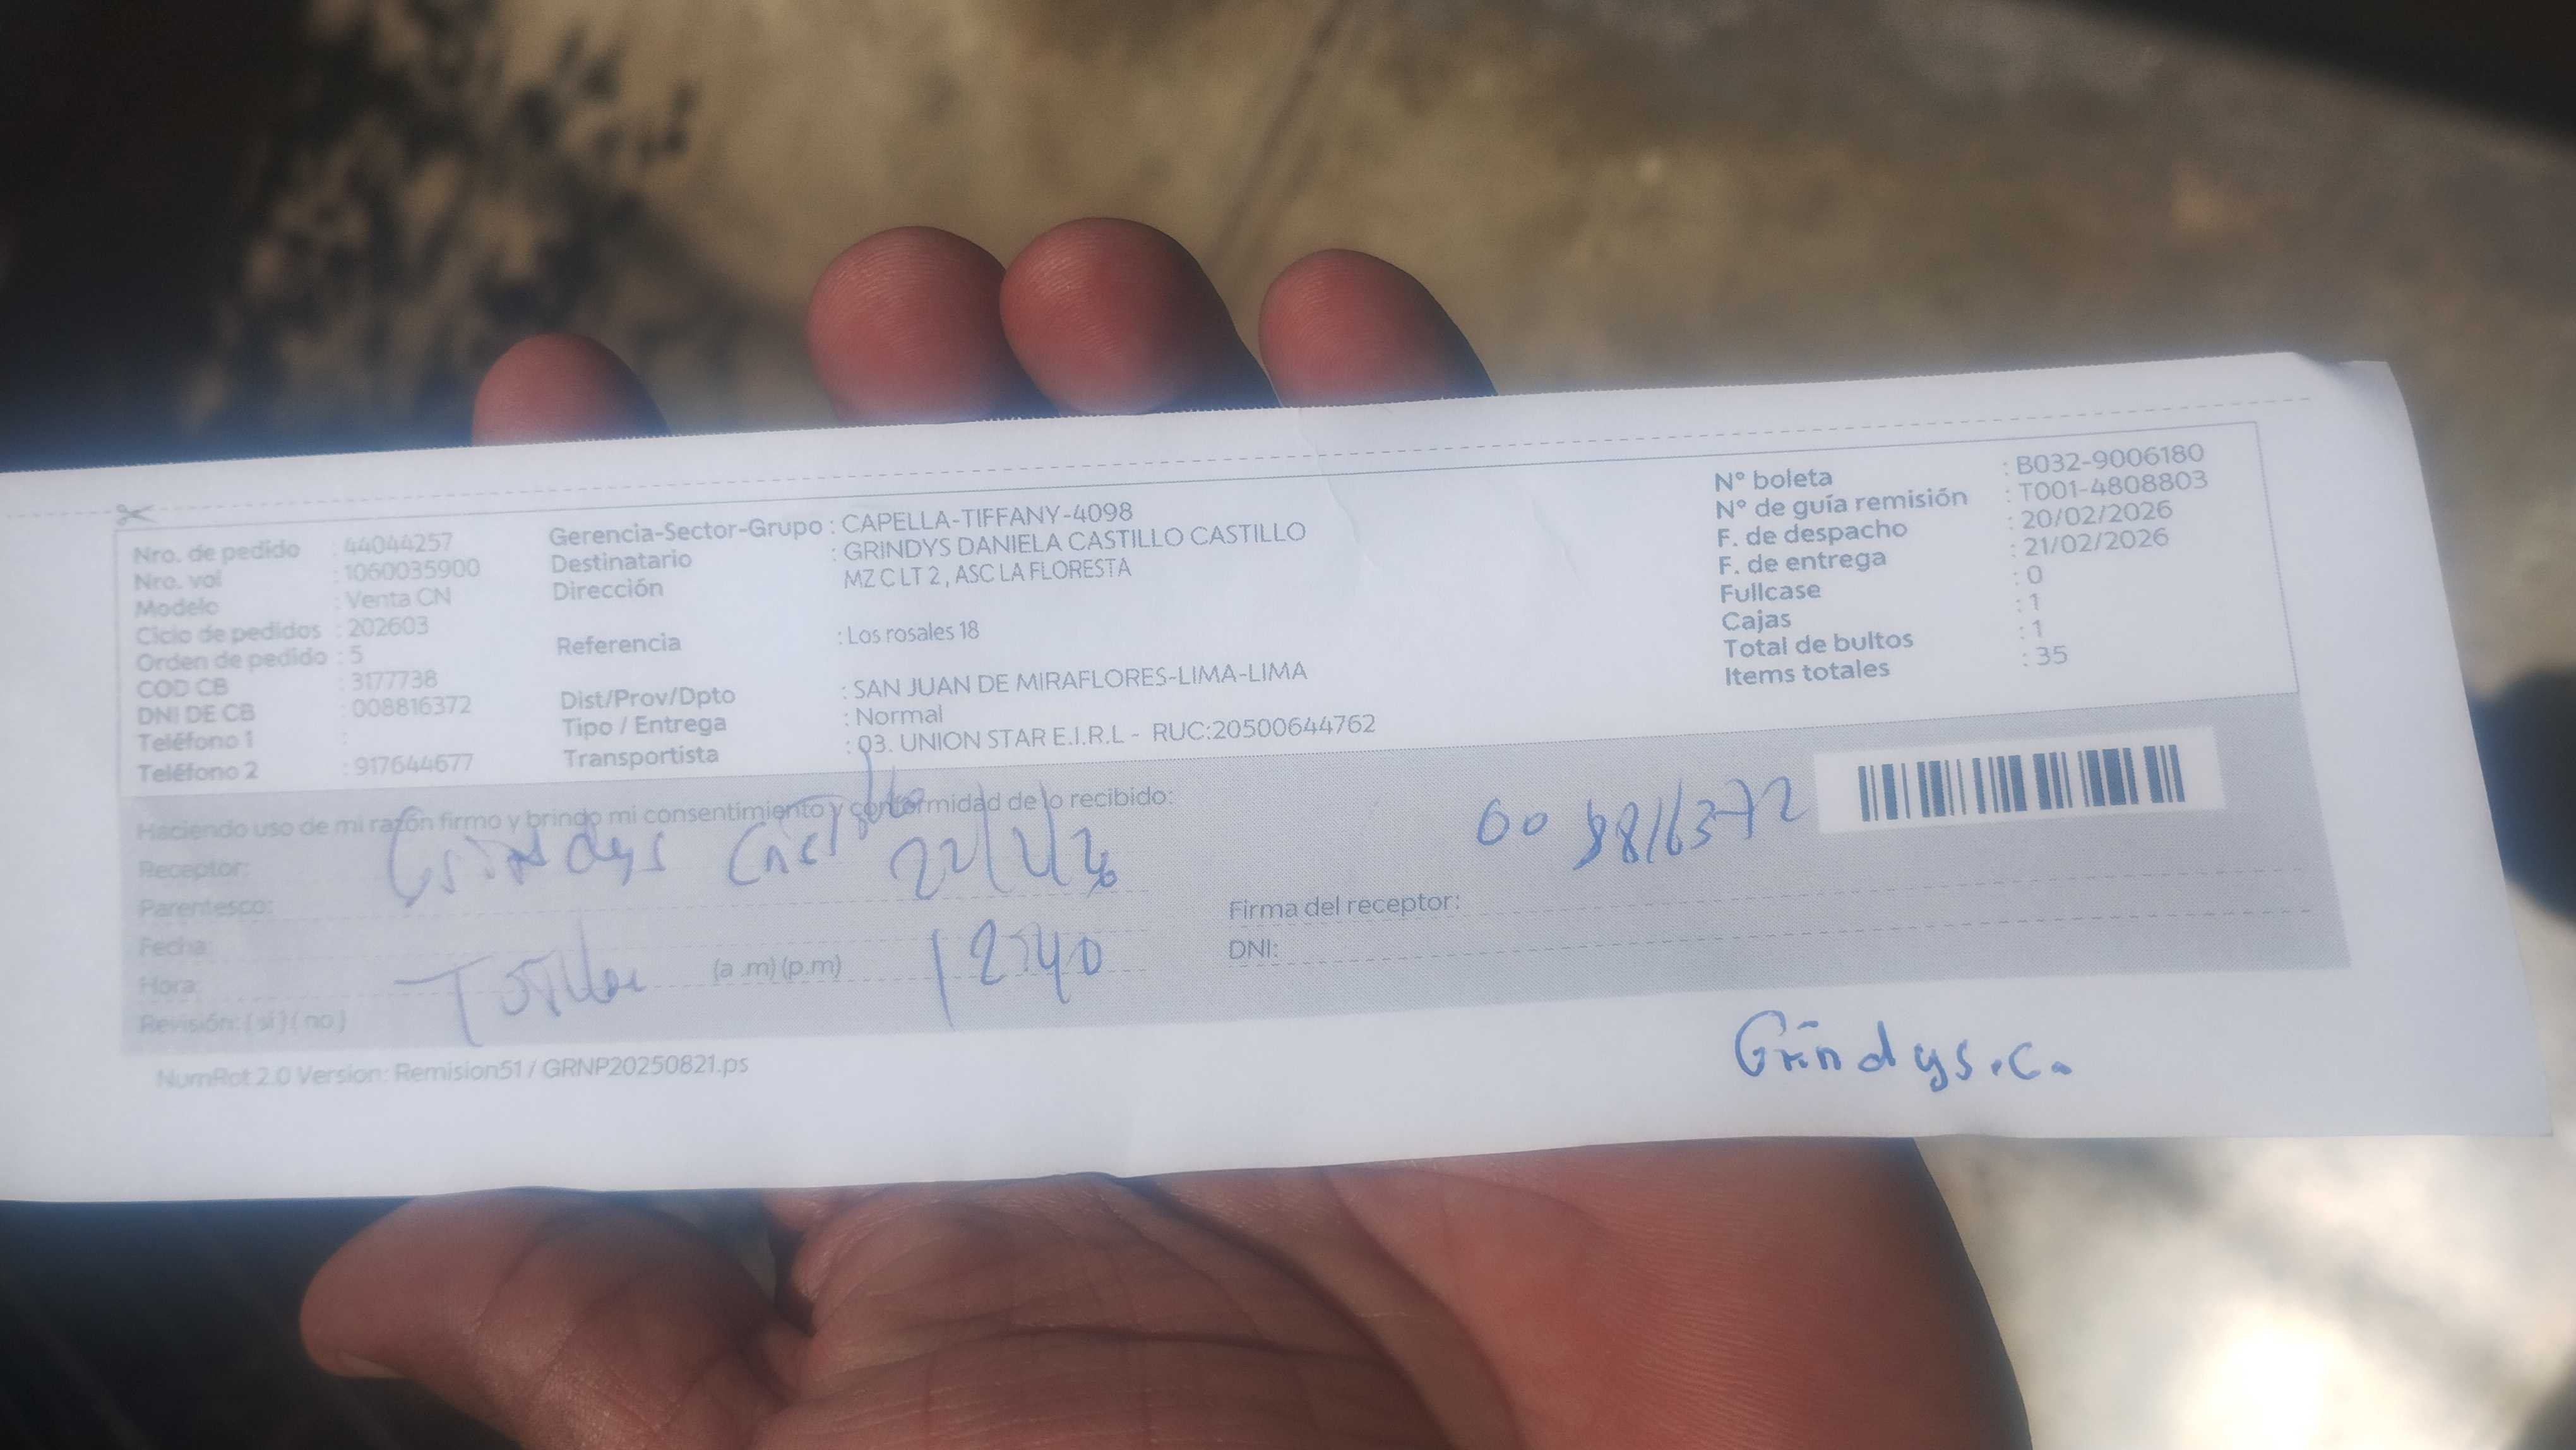 Nro. de pedido : 44044257
Nro. vol : 1060035900
Modelo : Venta CN
Ciclo de pedidos : 202603
Orden de pedido : 5
COD CB : 3177738
DNI DE CB : 008816372
Teléfono 1 :
Teléfono 2 : 917644677
Gerencia-Sector-Grupo : CAPELLA-TIFFANY-4098
Destinatario : GRINDYS DANIELA CASTILLO CASTILLO
Dirección MZ C LT 2 , ASC LA FLORESTA
Referencia : Los rosales 18
Dist/Prov/Dpto : SAN JUAN DE MIRAFLORES-LIMA-LIMA
Tipo / Entrega : Normal
Transportista : 03. UNION STAR E.I.R.L - RUC:20500644762
N° boleta : B032-9006180
N° de guía remisión : T001-4808803
F. de despacho : 20/02/2026
F. de entrega : 21/02/2026
Fullcase : 0
Cajas : 1
Total de bultos : 1
Items totales : 35
Haciendo uso de mi razón firmo y brindo mi consentimiento y conformidad de lo recibido:
Receptor: Grindys Castillo
Parentesco:
Fecha: 22/2/26
Hora: (a .m) (p.m) 12:40
Revisión: ( si ) ( no )
008816372
Firma del receptor:
DNI:
Grindys.C.
NumRot 2.0 Version: Remision51 / GRNP20250821.ps